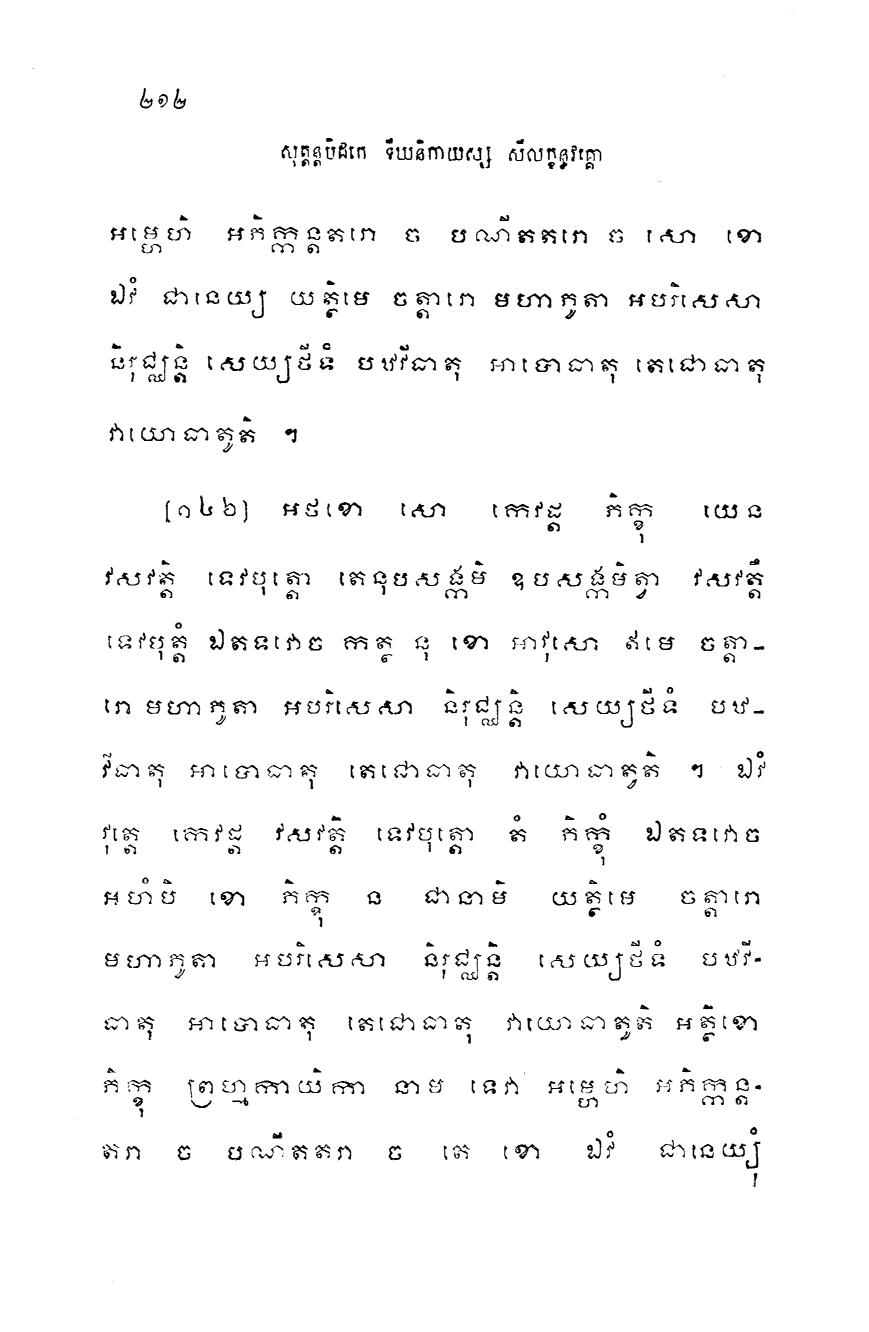 ២១២
សុត្តន្តបិដកេ ទីឃនិកាយស្ស សីលក្ខន្ធវគ្គោ
អម្ហេហិ អភិក្កន្តតរោ ច បណីតតរោ ច សោ ខោ
ឯវំ ជានេយ្យ យត្ថិមេ ចត្តារោ មហាភូតា អបរិសេសា
និរុជ្ឈន្តិ សេយ្យថីទំ បឋវីធាតុ អាបោធាតុ តេជោធាតុ
វាយោធាតូតិ ។
[១៤៦] អថខោ សោ កេវដ្ដ ភិក្ខុ យេន
វសវត្តិ ទេវបុត្តោ តេនុបសង្កមិ ឧបសង្កមិត្វា វសវត្តឹ
ទេវបុត្តំ ឯតទវោច កត្ថ នុ ខោ អាវុសោ ឥមេ ចត្តា-
រោ មហាភូតា អបរិសេសា និរុជ្ឈន្តិ សេយ្យថីទំ បឋ-
វីធាតុ អាបោធាតុ តេជោធាតុ វាយោធាតូតិ ។ ឯវំ
វុត្តេ កេវដ្ដ វសវត្តិ ទេវបុត្តោ តំ ភិក្ខុំ ឯតទវោច
អហំបិ ខោ ភិក្ខុ ន ជានាមិ យត្ថិមេ ចត្តារោ
មហាភូតា អបរិសេសា និរុជ្ឈន្តិ សេយ្យថីទំ បឋវី-
ធាតុ អាបោធាតុ តេជោធាតុ វាយោធាតូតិ អត្ថិខោ
ភិក្ខុ ព្រហ្មកាយិកា នាម ទេវា អម្ហេហិ អភិក្កន្ត-
តរា ច បណីតតរា ច តេ ខោ ឯវំ ជានេយ្យុំ